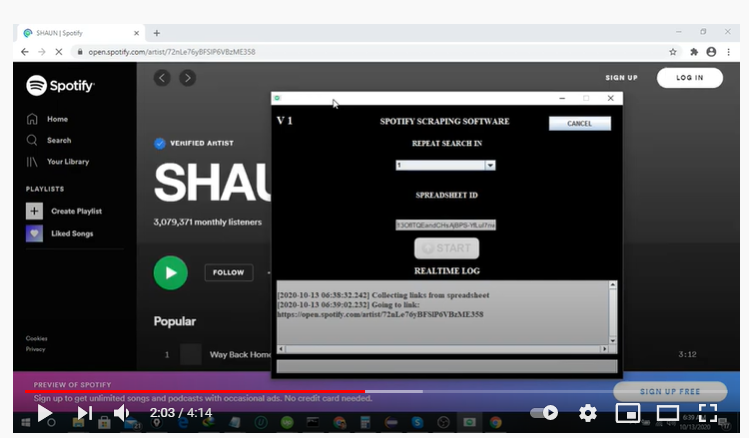 SHAUN | Spotify
open.spotify.com/artist/72nLe76yBFSlP6VBzME358
Spotify
SIGN UP
LOG IN
Home
Search
Your Library
PLAYLISTS
Create Playlist
Liked Songs
Cookies
Privacy
VERIFIED ARTIST
SHAU
3,079,371 monthly listeners
FOLLOW
Popular
1
Way Back Home
3:12
V 1
SPOTIFY SCRAPING SOFTWARE
CANCEL
REPEAT SEARCH IN
1
SPREADSHEET ID
START
REALTIME LOG
[2020-10-13 06:38:32.242] Collecting links from spreadsheet
[2020-10-13 06:39:02.232] Going to link:
https://open.spotify.com/artist/72nLe76yBFSlP6VBzME358
PREVIEW OF SPOTIFY
Sign up to get unlimited songs and podcasts with occasional ads. No credit card needed.
SIGN UP FREE
2:03 / 4:14
10/13/2020